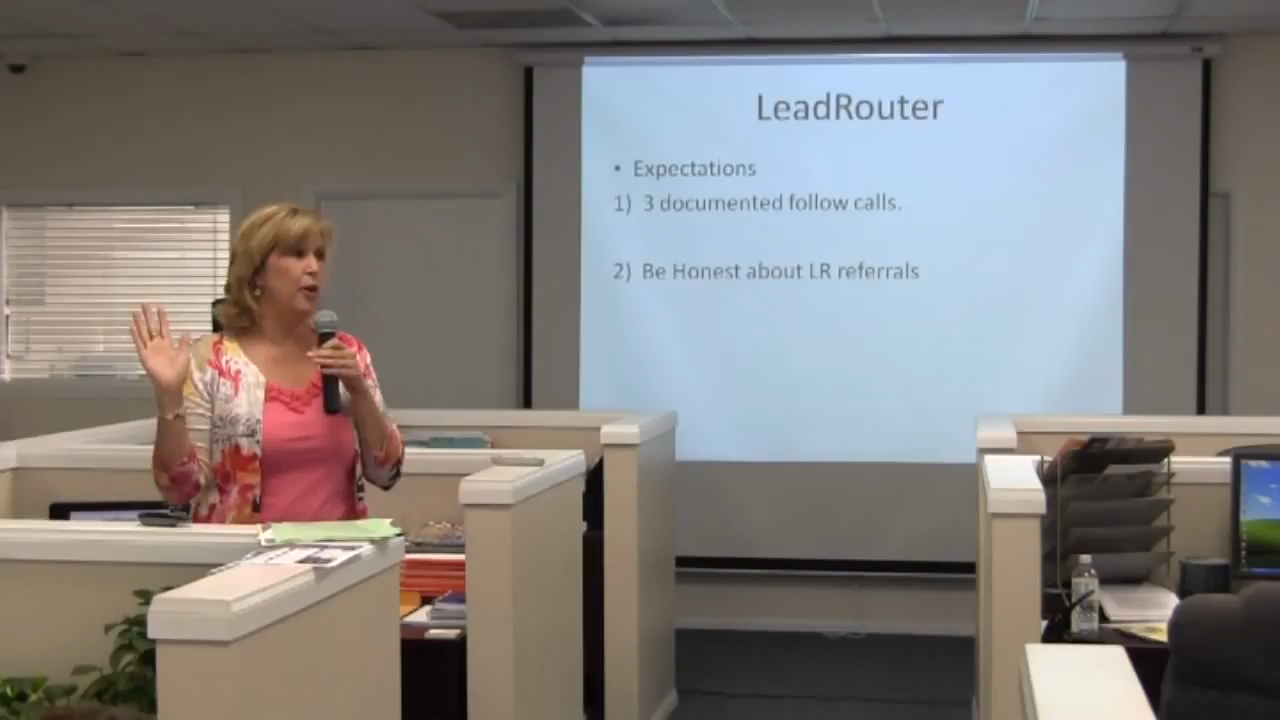 LeadRouter
• Expectations
1) 3 documented follow calls.
2) Be Honest about LR referrals